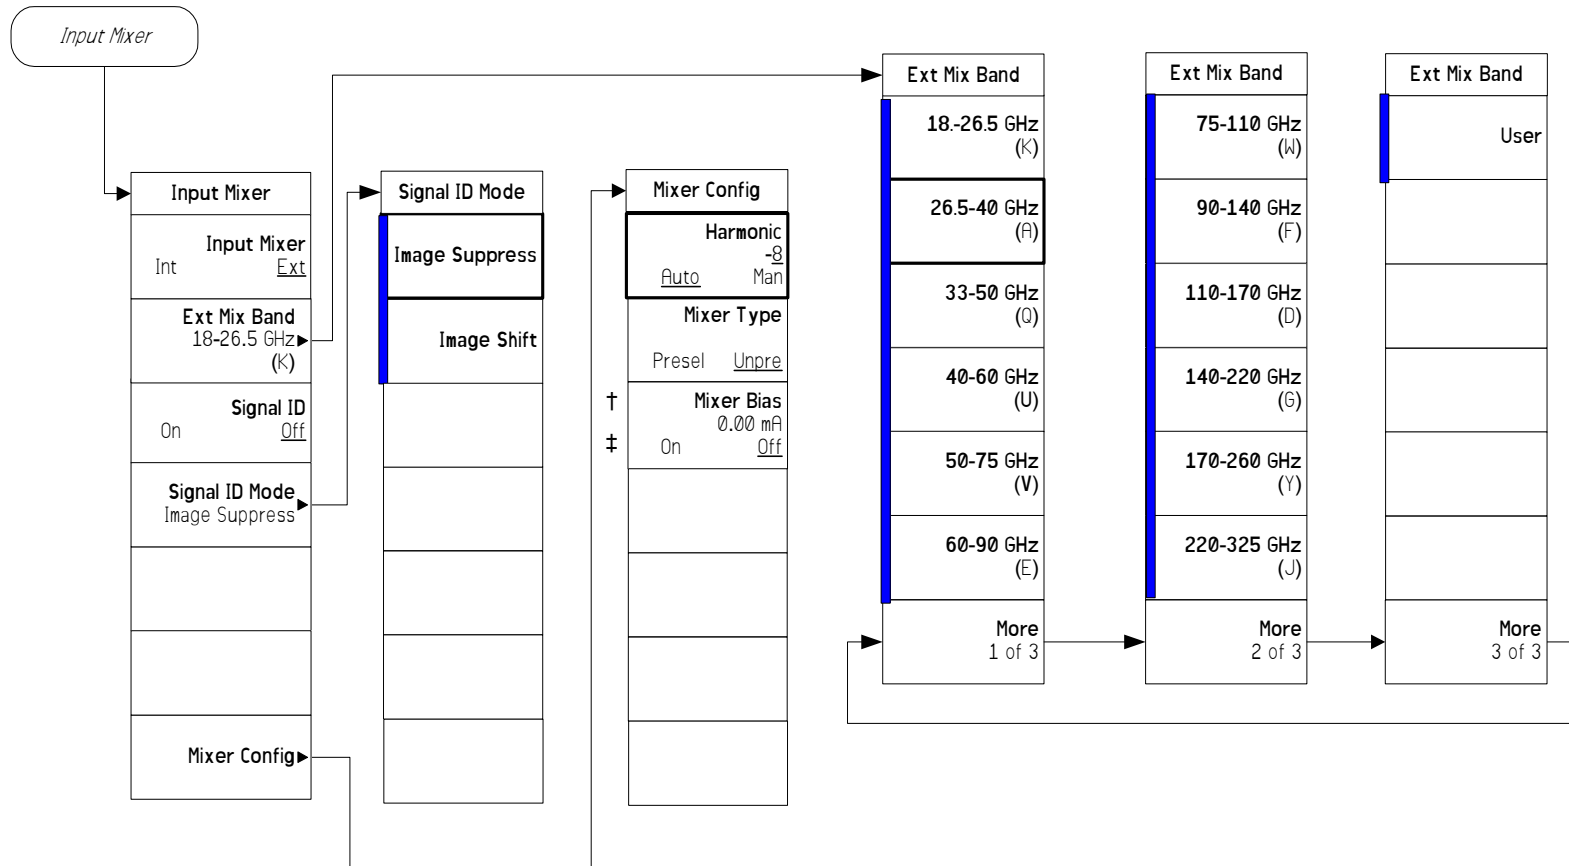 Input Mixer
Input Mixer
Input Mixer
Int Ext
Ext Mix Band
18-26.5 GHz
(K)
Signal ID
On Off
Signal ID Mode
Image Suppress
Mixer Config
Signal ID Mode
Image Suppress
Image Shift
Mixer Config
Harmonic
-8
Auto Man
Mixer Type
Presel Unpre
†
Mixer Bias
0.00 mA
‡
On Off
Ext Mix Band
18.-26.5 GHz
(K)
26.5-40 GHz
(A)
33-50 GHz
(Q)
40-60 GHz
(U)
50-75 GHz
(V)
60-90 GHz
(E)
More
1 of 3
Ext Mix Band
75-110 GHz
(W)
90-140 GHz
(F)
110-170 GHz
(D)
140-220 GHz
(G)
170-260 GHz
(Y)
220-325 GHz
(J)
More
2 of 3
Ext Mix Band
User
More
3 of 3